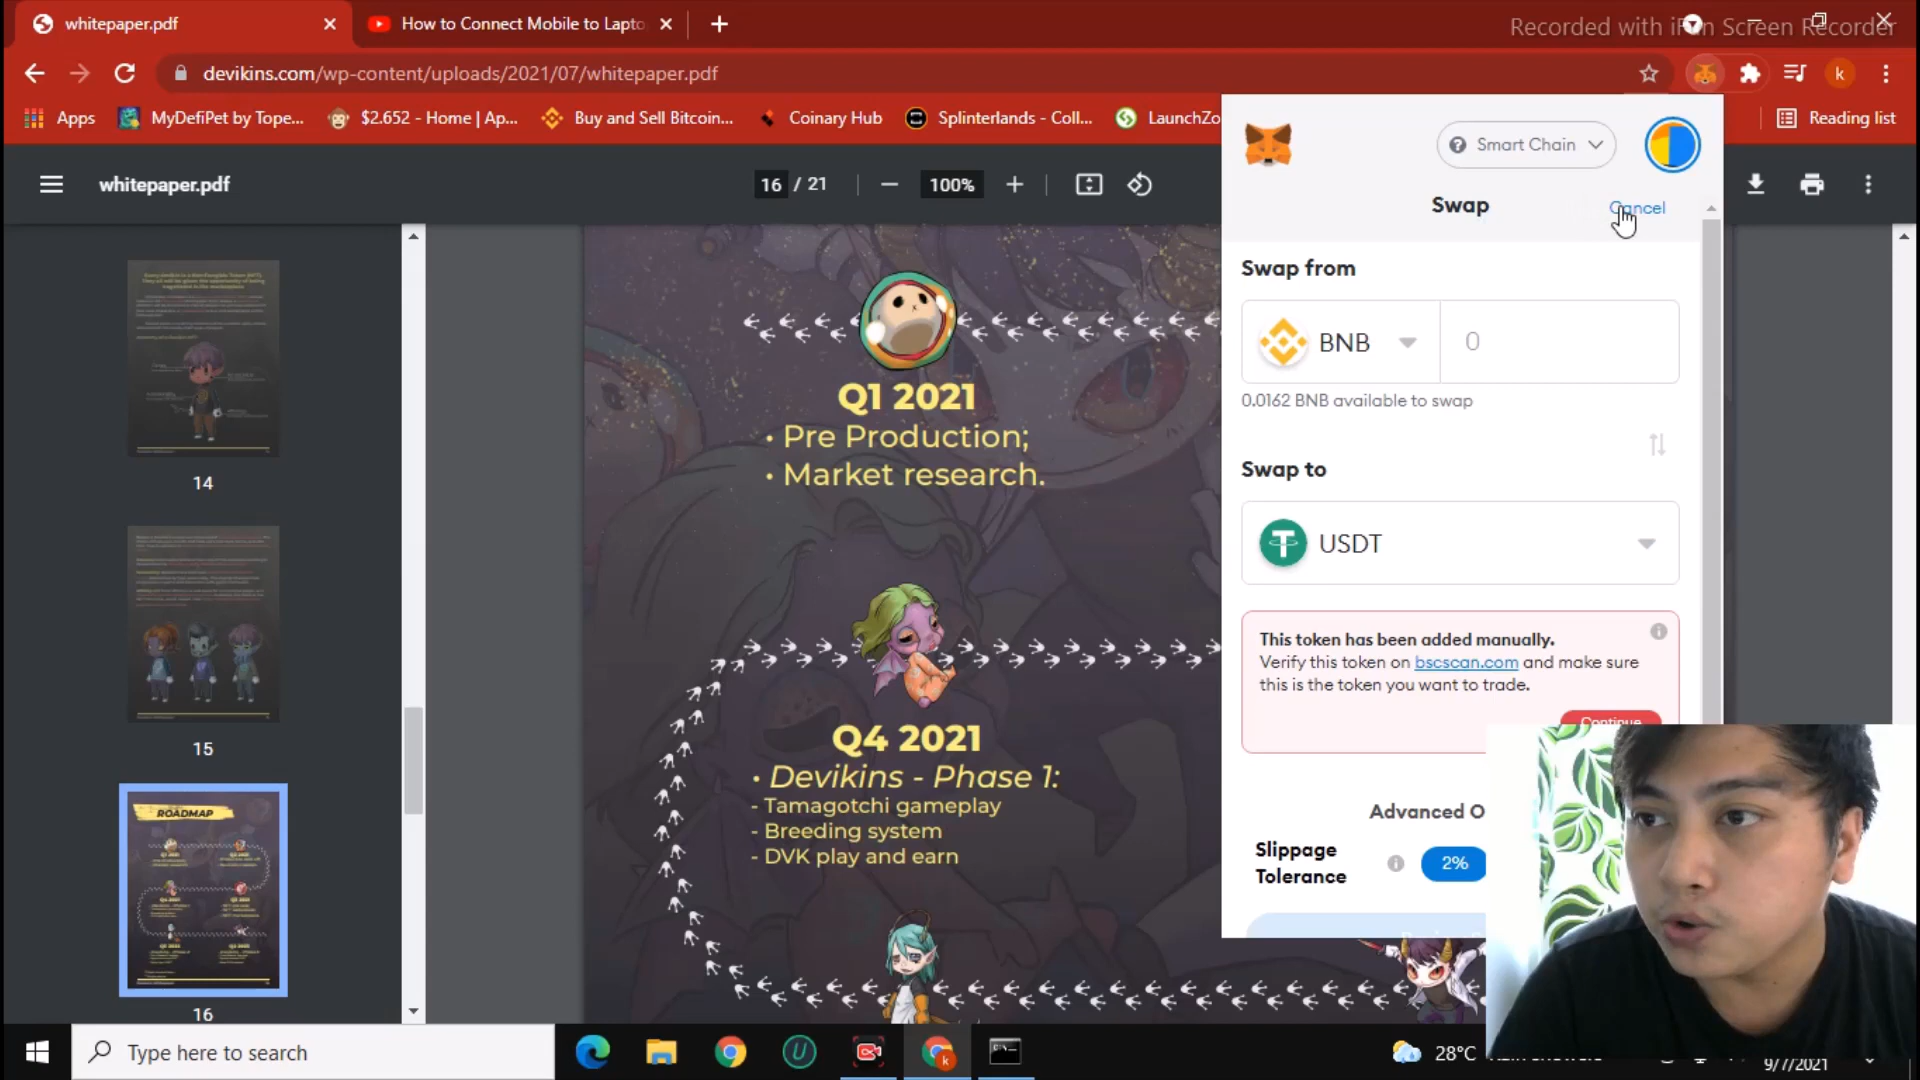 whitepaper.pdf
How to Connect Mobile to Lapto
Recorded with iFun Screen Recorder
devikins.com/wp-content/uploads/2021/07/whitepaper.pdf
k
Apps
MyDefiPet by Tope...
$2.652 - Home | Ap...
Buy and Sell Bitcoin...
Coinary Hub
Splinterlands - Coll...
LaunchZo
Reading list
whitepaper.pdf
16 / 21
100%
14
15
ROADMAP
16
Q1 2021
• Pre Production;
• Market research.
Q4 2021
• Devikins - Phase 1:
- Tamagotchi gameplay
- Breeding system
- DVK play and earn
Smart Chain
Swap
Cancel
Swap from
BNB
0
0.0162 BNB available to swap
Swap to
USDT
This token has been added manually.
Verify this token on bscscan.com and make sure
this is the token you want to trade.
Continue
Advanced O
Slippage
Tolerance
2%
Type here to search
28°C
9/7/2021